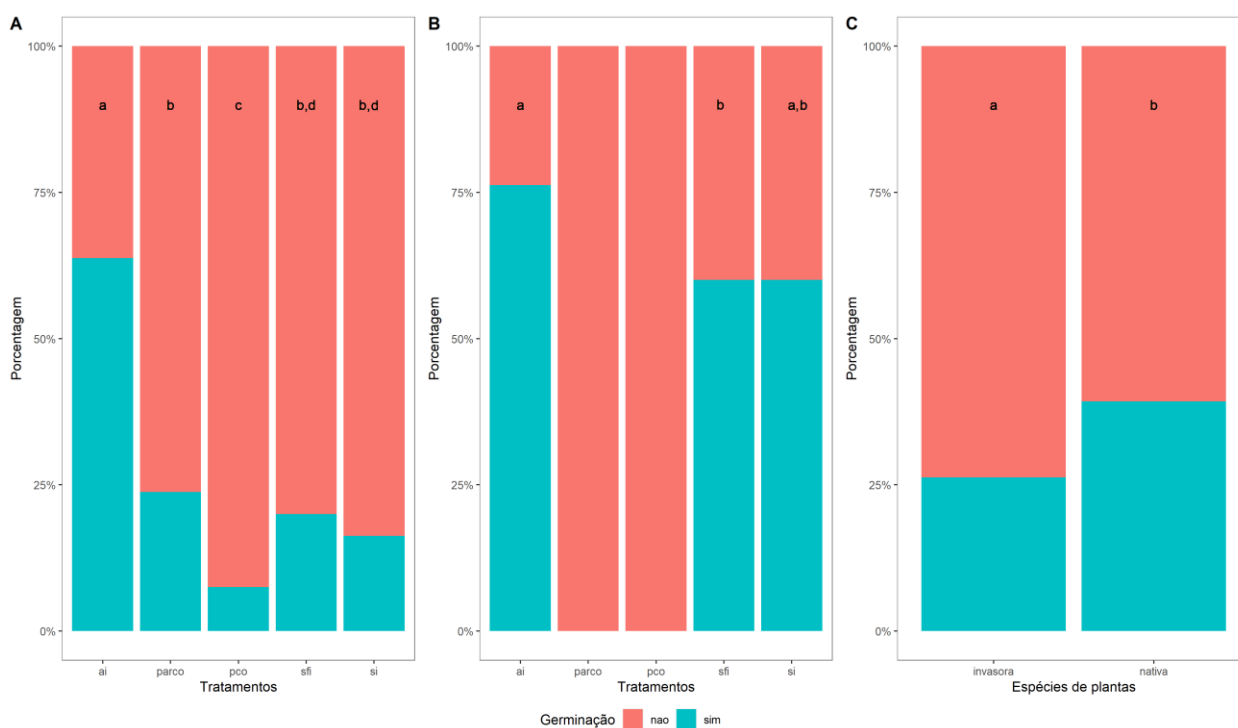 A
Porcentagem
100%
75%
50%
25%
0%
a b c b,d b,d
ai parco pco sfi si
Tratamentos
B
Porcentagem
100%
75%
50%
25%
0%
a b a,b
ai parco pco sfi si
Tratamentos
C
Porcentagem
100%
75%
50%
25%
0%
a b
invasora nativa
Espécies de plantas
Germinação nao sim